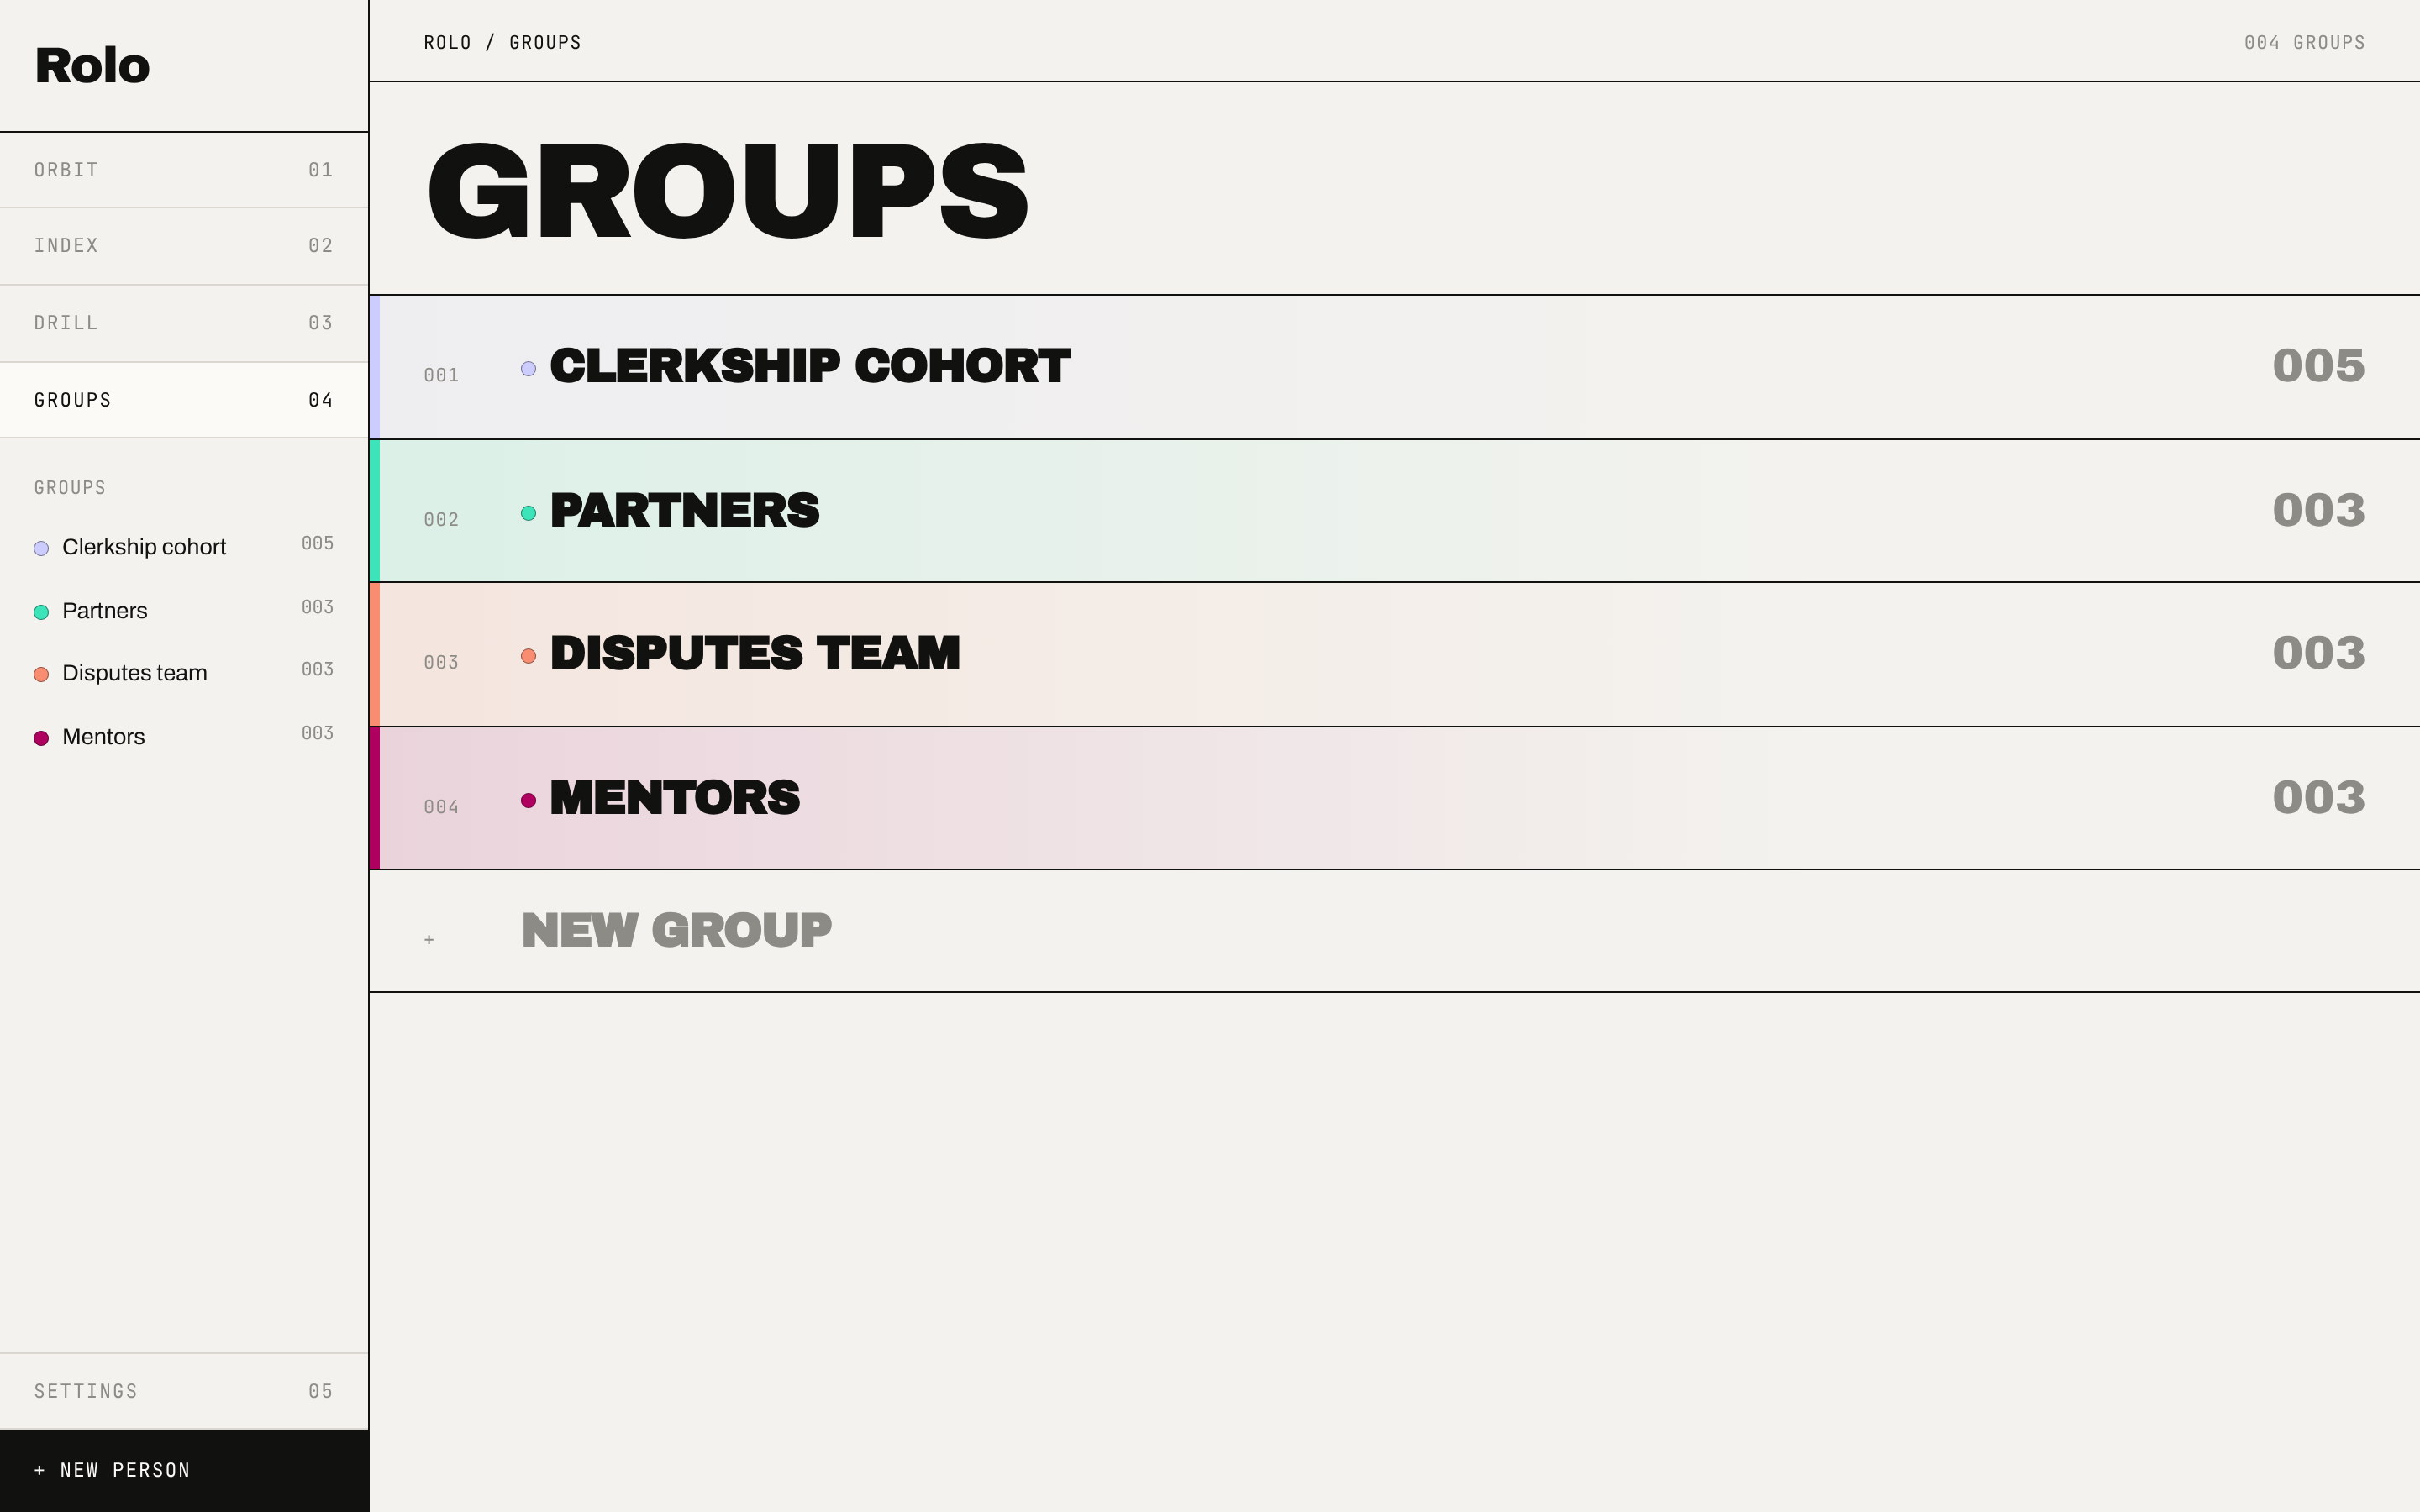 Rolo
ORBIT 01
INDEX 02
DRILL 03
GROUPS 04
GROUPS
Clerkship cohort 005
Partners 003
Disputes team 003
Mentors 003
SETTINGS 05
+ NEW PERSON
ROLO / GROUPS 004 GROUPS
GROUPS
001 CLERKSHIP COHORT 005
002 PARTNERS 003
003 DISPUTES TEAM 003
004 MENTORS 003
+ NEW GROUP